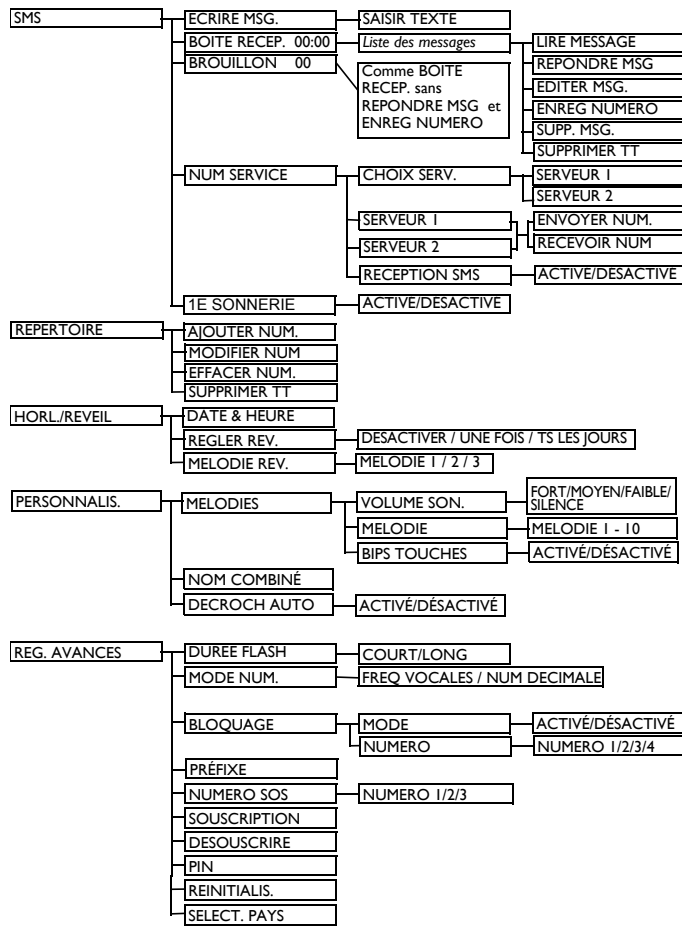 SMS
ECRIRE MSG.
SAISIR TEXTE
BOITE RECEP. 00:00
Liste des messages
LIRE MESSAGE
REPONDRE MSG
EDITER MSG.
ENREG NUMERO
SUPP. MSG.
SUPPRIMER TT
BROUILLON 00
Comme BOITE
RECEP. sans
REPONDRE MSG et
ENREG NUMERO
NUM SERVICE
CHOIX SERV.
SERVEUR 1
SERVEUR 2
SERVEUR 1
SERVEUR 2
ENVOYER NUM.
RECEVOIR NUM
RECEPTION SMS
ACTIVE/DESACTIVE
1E SONNERIE
ACTIVE/DESACTIVE
REPERTOIRE
AJOUTER NUM.
MODIFIER NUM
EFFACER NUM.
SUPPRIMER TT
HORL./REVEIL
DATE & HEURE
REGLER REV.
DESACTIVER / UNE FOIS / TS LES JOURS
MELODIE REV.
MELODIE 1 / 2 / 3
PERSONNALIS.
MELODIES
VOLUME SON.
FORT/MOYEN/FAIBLE/
SILENCE
MELODIE
MELODIE 1 - 10
BIPS TOUCHES
ACTIVÉ/DÉSACTIVÉ
NOM COMBINÉ
DECROCH AUTO
ACTIVÉ/DÉSACTIVÉ
REG. AVANCES
DUREE FLASH
COURT/LONG
MODE NUM.
FREQ VOCALES / NUM DECIMALE
BLOQUAGE
MODE
ACTIVÉ/DÉSACTIVÉ
NUMERO
NUMERO 1/2/3/4
PRÉFIXE
NUMERO SOS
NUMERO 1/2/3
SOUSCRIPTION
DESOUSCRIRE
PIN
REINITIALIS.
SELECT. PAYS